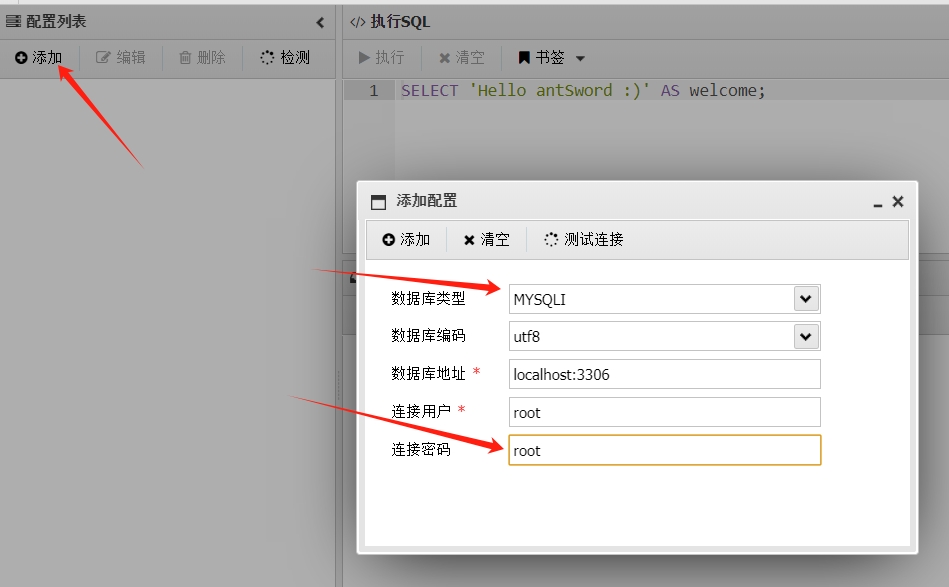 配置列表
添加 编辑 删除 检测
</> 执行SQL
执行 清空 书签
1 SELECT 'Hello antSword :)' AS welcome;
添加配置
添加 清空 测试连接
数据库类型 MYSQLI
数据库编码 utf8
数据库地址 * localhost:3306
连接用户 * root
连接密码 root